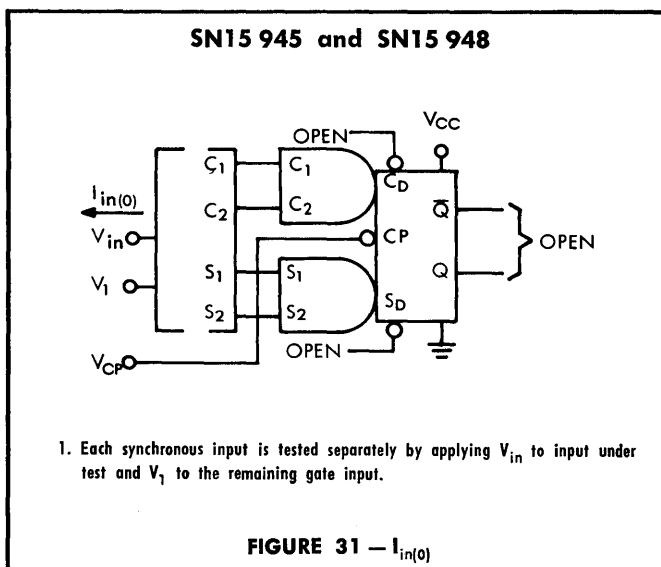 SN15 945 and SN15 948
OPEN
VCC
I in(0)
C1
C1
CD
C2
C2
Q̅
Vin
CP
OPEN
V1
S1
S1
Q
S2
S2
SD
VCP
OPEN
1. Each synchronous input is tested separately by applying Vin to input under
test and V1 to the remaining gate input.
FIGURE 31 — Iin(0)